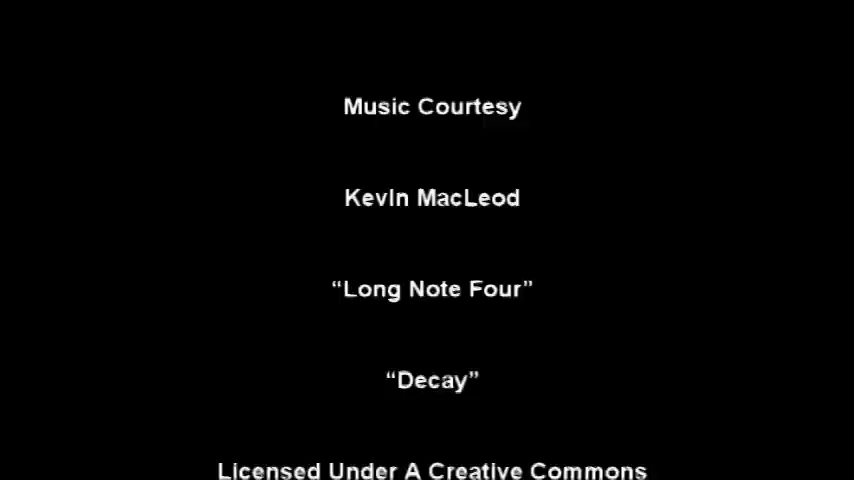 Music Courtesy
Kevin MacLeod
“Long Note Four”
“Decay”
Licensed Under A Creative Commons